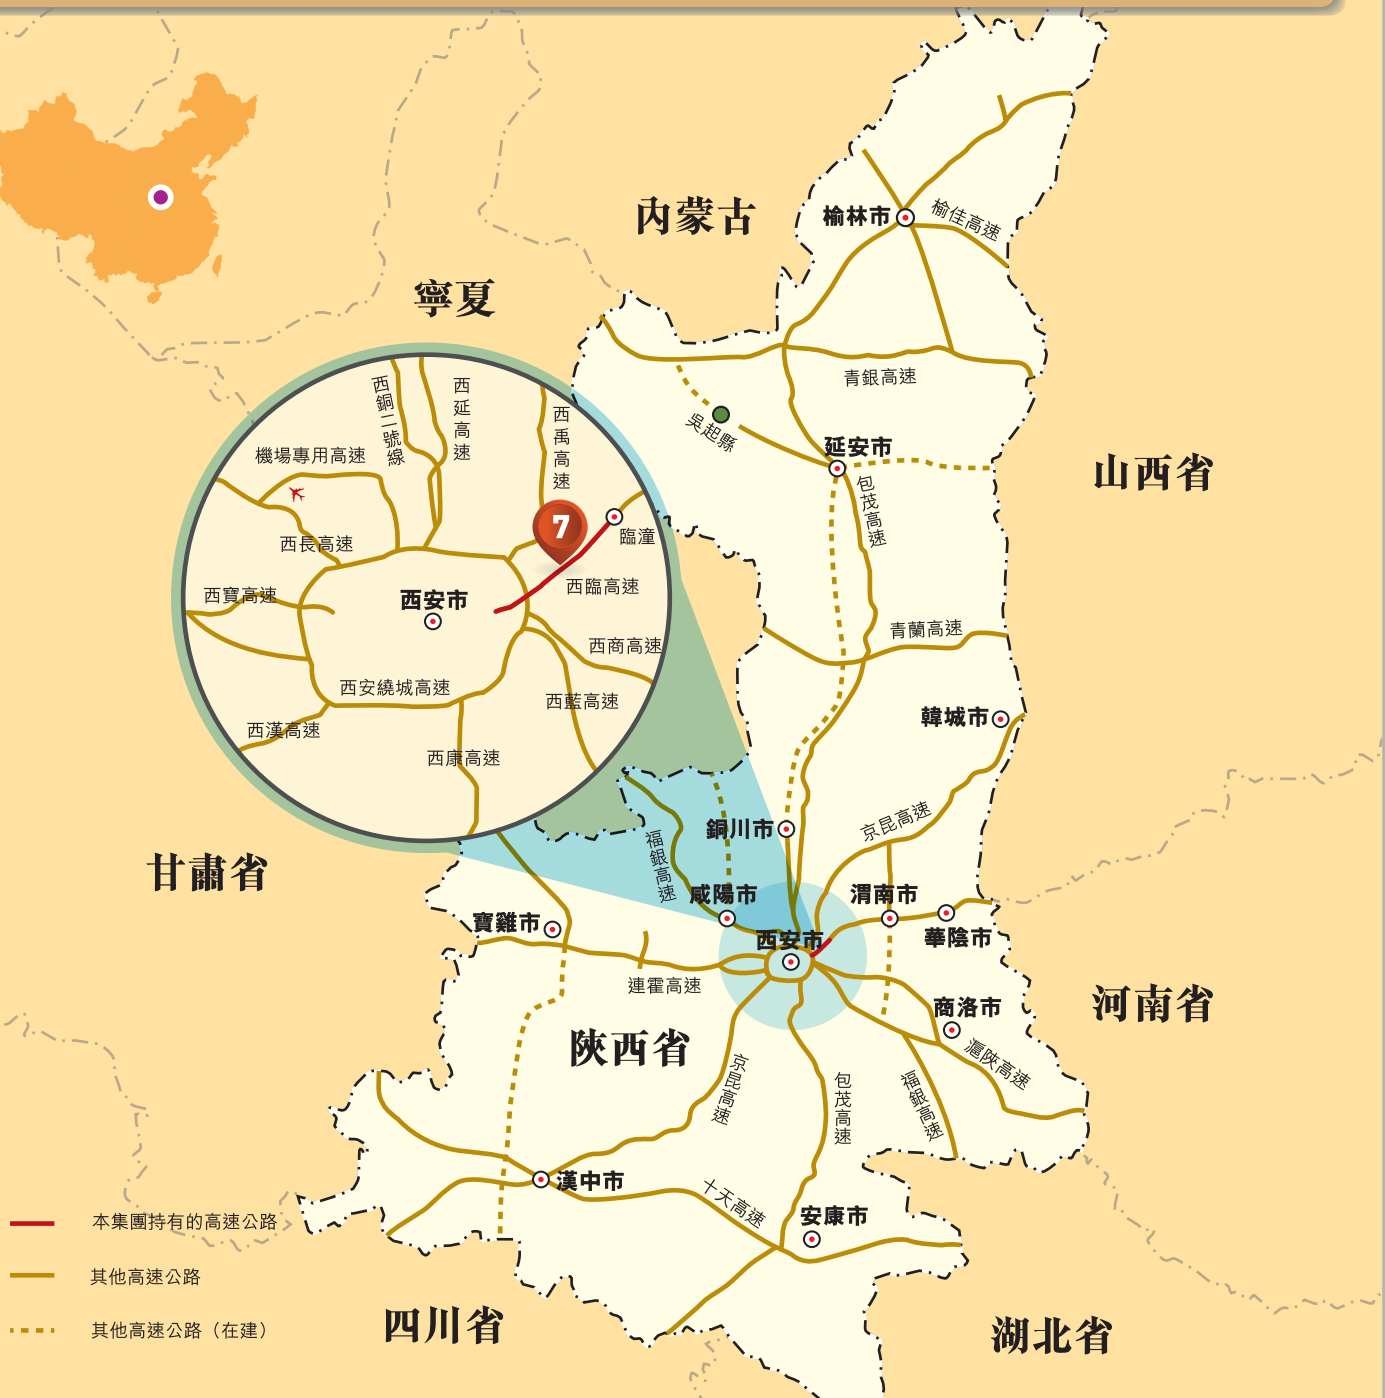 內蒙古
榆林市
榆佳高速
寧夏
青銀高速
吳起縣
延安市
山西省
西銅二號線
西延高速
西禹高速
機場專用高速
包茂高速
7
臨潼
西長高速
西臨高速
西寶高速
西安市
青蘭高速
西商高速
西安繞城高速
西藍高速
韓城市
西漢高速
西康高速
京昆高速
銅川市
福銀高速
甘肅省
咸陽市
渭南市
寶雞市
華陰市
西安市
連霍高速
商洛市
河南省
陝西省
滬陝高速
京昆高速
包茂高速
福銀高速
漢中市
十天高速
安康市
本集團持有的高速公路
其他高速公路
其他高速公路（在建）
四川省
湖北省